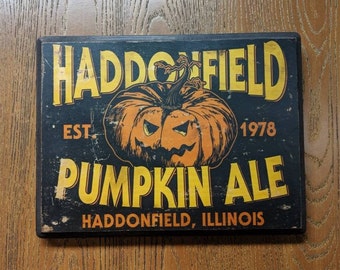 HADDONFIELD
EST. 1978
PUMPKIN ALE
HADDONFIELD, ILLINOIS